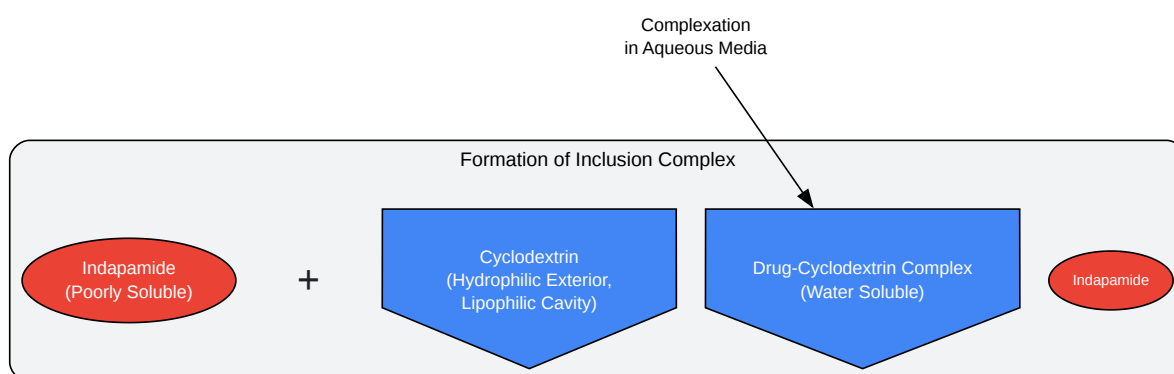 Complexation
in Aqueous Media
Formation of Inclusion Complex
Indapamide
(Poorly Soluble)
+
Cyclodextrin
(Hydrophilic Exterior,
Lipophilic Cavity)
Drug-Cyclodextrin Complex
(Water Soluble)
Indapamide